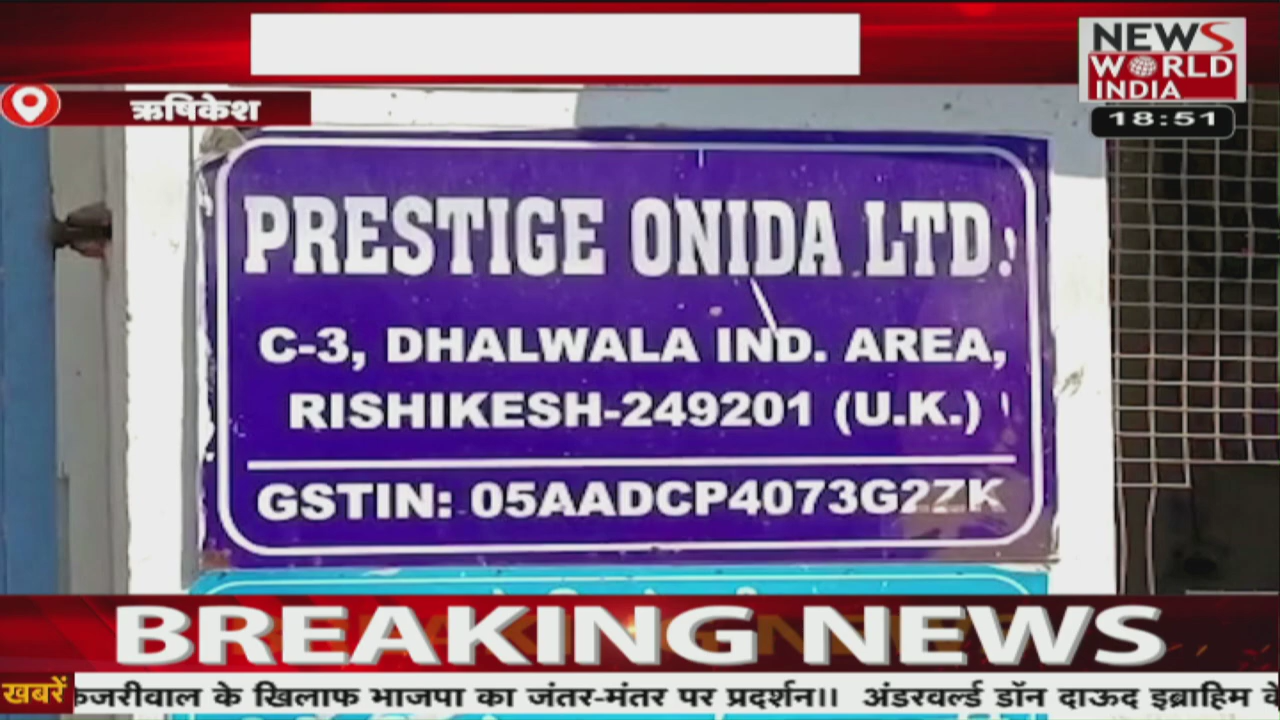 NEWS
WORLD
INDIA
18:51
ऋषिकेश
PRESTIGE ONIDA LTD.
C-3, DHALWALA IND. AREA,
RISHIKESH-249201 (U.K.)
GSTIN: 05AADCP4073G2ZK
BREAKING NEWS
खबरें
केजरीवाल के खिलाफ भाजपा का जंतर-मंतर पर प्रदर्शन।। अंडरवर्ल्ड डॉन दाऊद इब्राहिम के